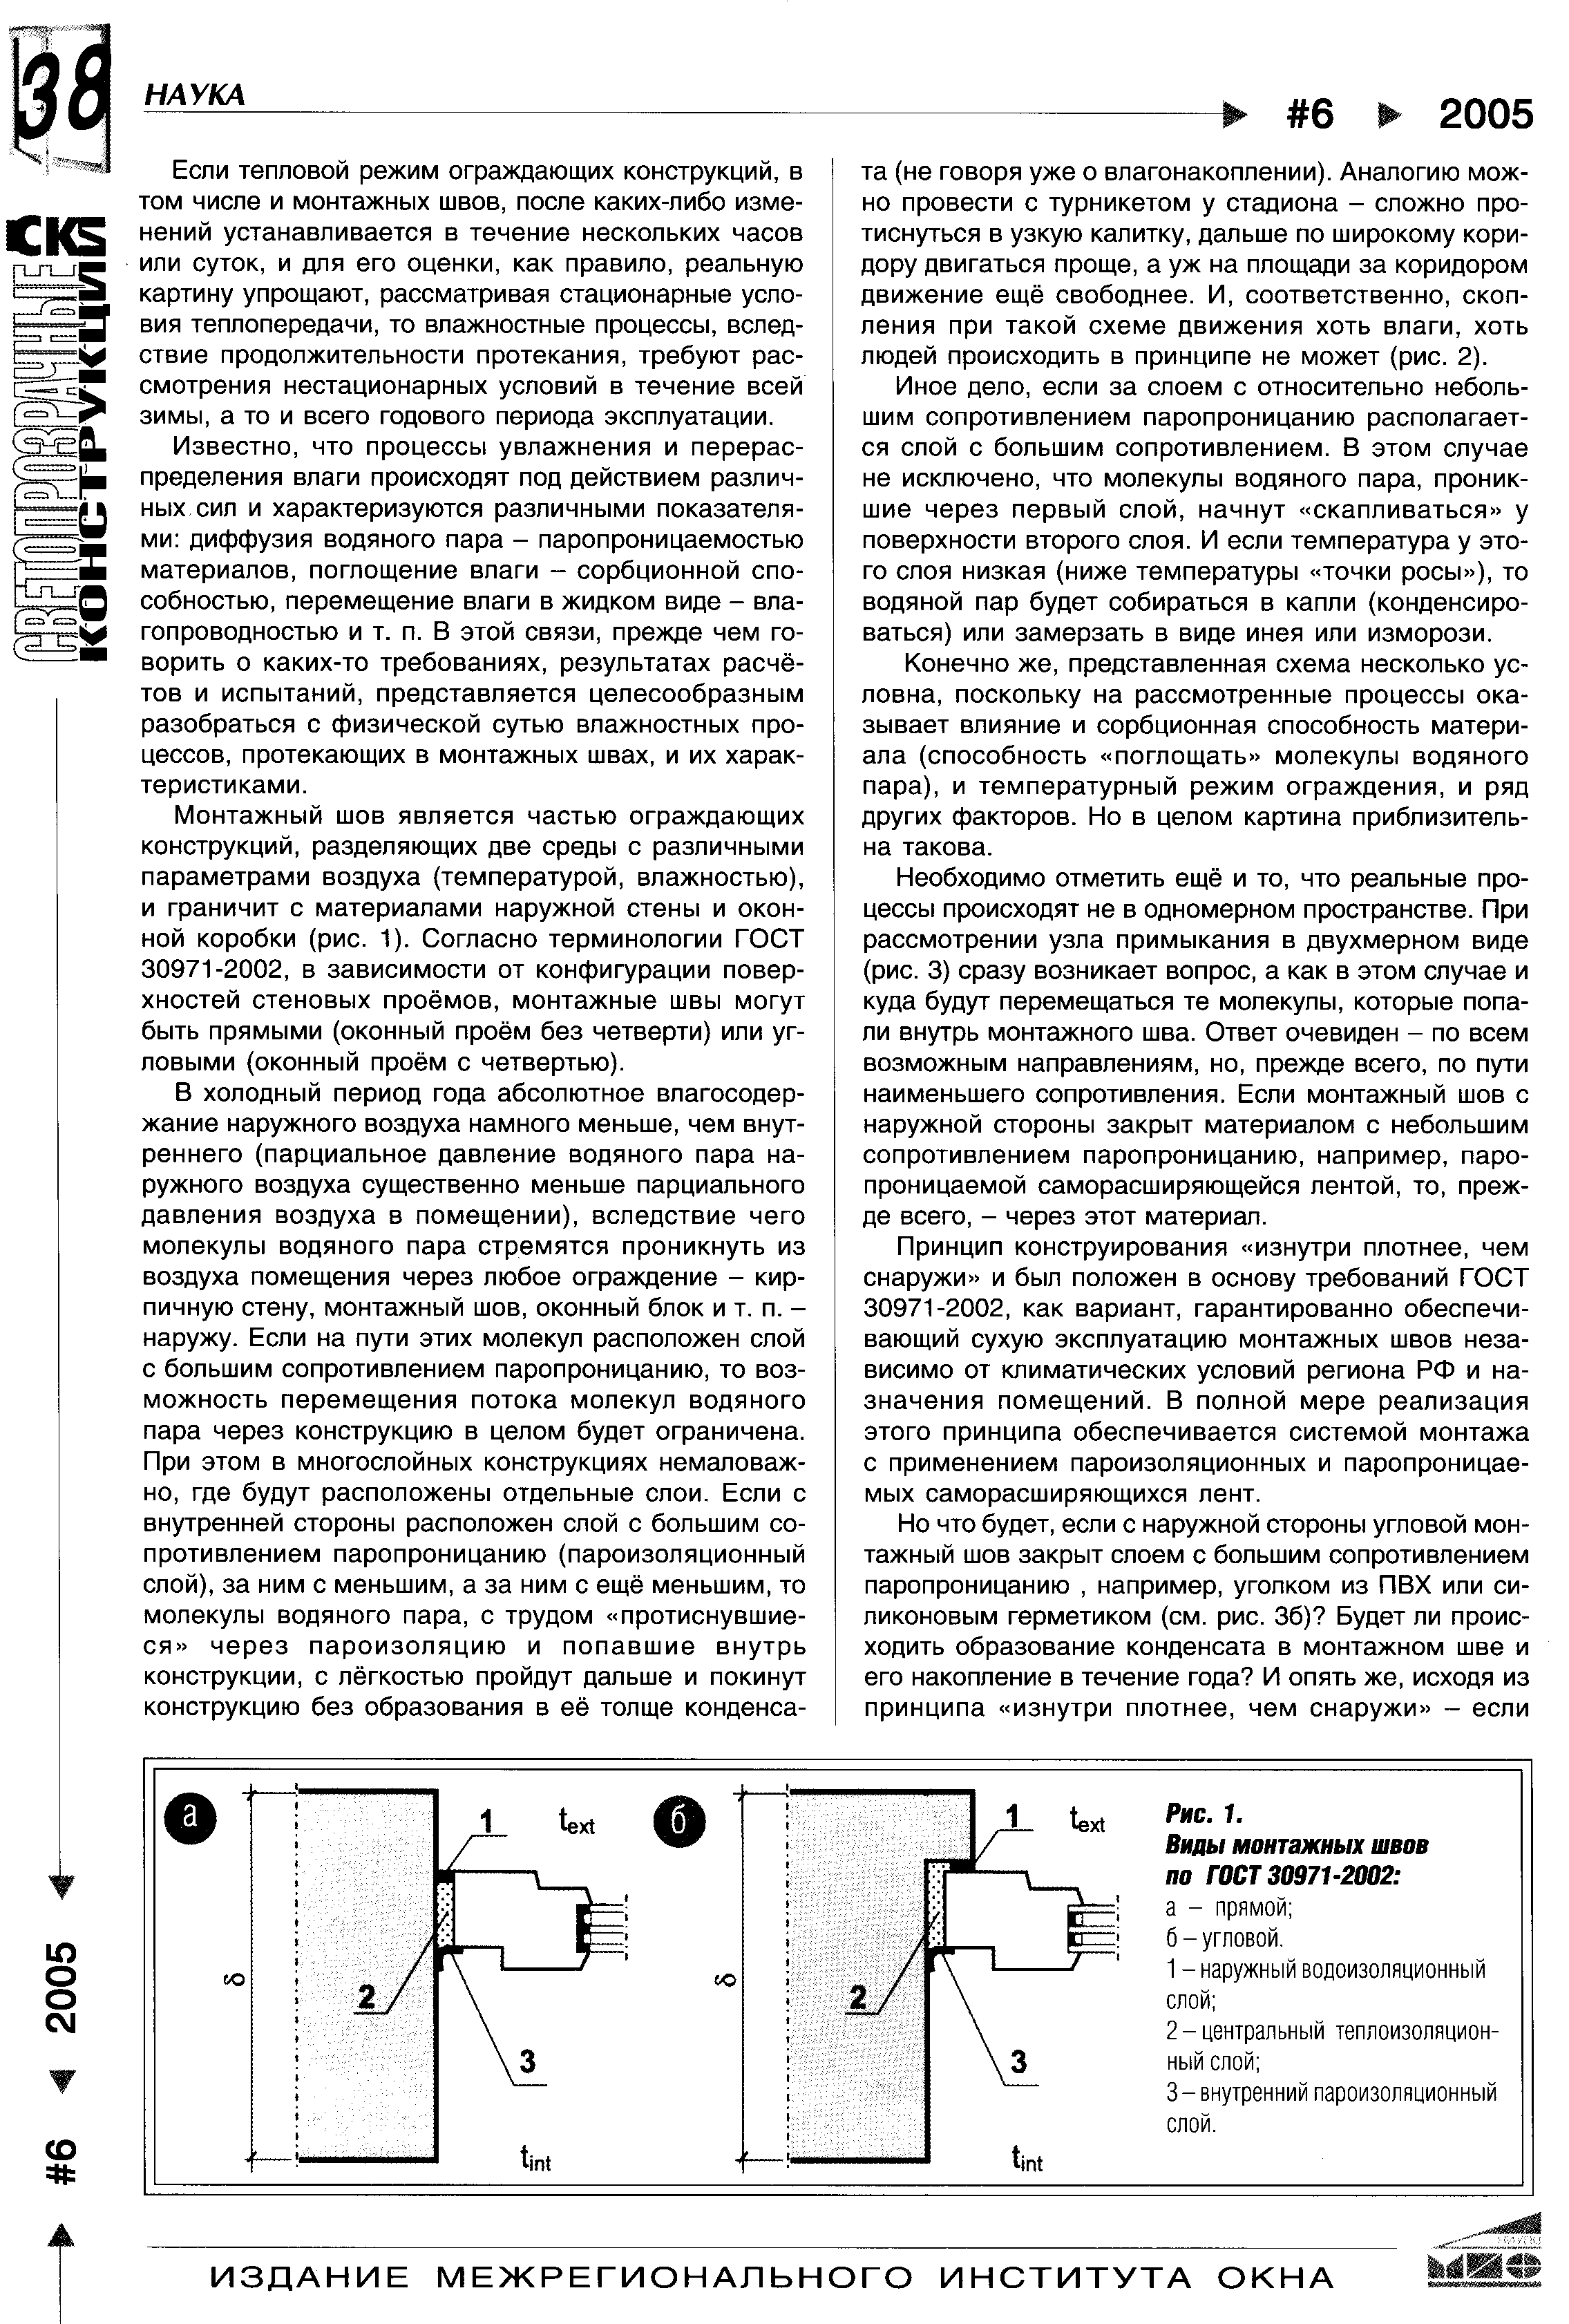 38
НАУКА
#6 2005
СК
СВЕТОПРОЗРАЧНЫЕ
КОНСТРУКЦИИ
Если тепловой режим ограждающих конструкций, в
том числе и монтажных швов, после каких-либо изме-
нений устанавливается в течение нескольких часов
или суток, и для его оценки, как правило, реальную
картину упрощают, рассматривая стационарные усло-
вия теплопередачи, то влажностные процессы, вслед-
ствие продолжительности протекания, требуют рас-
смотрения нестационарных условий в течение всей
зимы, а то и всего годового периода эксплуатации.
Известно, что процессы увлажнения и перерас-
пределения влаги происходят под действием различ-
ных сил и характеризуются различными показателя-
ми: диффузия водяного пара – паропроницаемостью
материалов, поглощение влаги – сорбционной спо-
собностью, перемещение влаги в жидком виде – вла-
гопроводностью и т. п. В этой связи, прежде чем го-
ворить о каких-то требованиях, результатах расчё-
тов и испытаний, представляется целесообразным
разобраться с физической сутью влажностных про-
цессов, протекающих в монтажных швах, и их харак-
теристиками.
Монтажный шов является частью ограждающих
конструкций, разделяющих две среды с различными
параметрами воздуха (температурой, влажностью),
и граничит с материалами наружной стены и окон-
ной коробки (рис. 1). Согласно терминологии ГОСТ
30971-2002, в зависимости от конфигурации повер-
хностей стеновых проёмов, монтажные швы могут
быть прямыми (оконный проём без четверти) или уг-
ловыми (оконный проём с четвертью).
В холодный период года абсолютное влагосодер-
жание наружного воздуха намного меньше, чем внут-
реннего (парциальное давление водяного пара на-
ружного воздуха существенно меньше парциального
давления воздуха в помещении), вследствие чего
молекулы водяного пара стремятся проникнуть из
воздуха помещения через любое ограждение – кир-
пичную стену, монтажный шов, оконный блок и т. п. –
наружу. Если на пути этих молекул расположен слой
с большим сопротивлением паропроницанию, то воз-
можность перемещения потока молекул водяного
пара через конструкцию в целом будет ограничена.
При этом в многослойных конструкциях немаловаж-
но, где будут расположены отдельные слои. Если с
внутренней стороны расположен слой с большим со-
противлением паропроницанию (пароизоляционный
слой), за ним с меньшим, а за ним с ещё меньшим, то
молекулы водяного пара, с трудом «протиснувшие-
ся» через пароизоляцию и попавшие внутрь
конструкции, с лёгкостью пройдут дальше и покинут
конструкцию без образования в её толще конденса-
та (не говоря уже о влагонакоплении). Аналогию мож-
но провести с турникетом у стадиона – сложно про-
тиснуться в узкую калитку, дальше по широкому кори-
дору двигаться проще, а уж на площади за коридором
движение ещё свободнее. И, соответственно, скоп-
ления при такой схеме движения хоть влаги, хоть
людей происходить в принципе не может (рис. 2).
Иное дело, если за слоем с относительно неболь-
шим сопротивлением паропроницанию располагает-
ся слой с большим сопротивлением. В этом случае
не исключено, что молекулы водяного пара, проник-
шие через первый слой, начнут «скапливаться» у
поверхности второго слоя. И если температура у это-
го слоя низкая (ниже температуры «точки росы»), то
водяной пар будет собираться в капли (конденсиро-
ваться) или замерзать в виде инея или изморози.
Конечно же, представленная схема несколько ус-
ловна, поскольку на рассмотренные процессы ока-
зывает влияние и сорбционная способность матери-
ала (способность «поглощать» молекулы водяного
пара), и температурный режим ограждения, и ряд
других факторов. Но в целом картина приблизитель-
на такова.
Необходимо отметить ещё и то, что реальные про-
цессы происходят не в одномерном пространстве. При
рассмотрении узла примыкания в двухмерном виде
(рис. 3) сразу возникает вопрос, а как в этом случае и
куда будут перемещаться те молекулы, которые попа-
ли внутрь монтажного шва. Ответ очевиден – по всем
возможным направлениям, но, прежде всего, по пути
наименьшего сопротивления. Если монтажный шов с
наружной стороны закрыт материалом с небольшим
сопротивлением паропроницанию, например, паро-
проницаемой саморасширяющейся лентой, то, преж-
де всего, – через этот материал.
Принцип конструирования «изнутри плотнее, чем
снаружи» и был положен в основу требований ГОСТ
30971-2002, как вариант, гарантированно обеспечи-
вающий сухую эксплуатацию монтажных швов неза-
висимо от климатических условий региона РФ и на-
значения помещений. В полной мере реализация
этого принципа обеспечивается системой монтажа
с применением пароизоляционных и паропроницае-
мых саморасширяющихся лент.
Но что будет, если с наружной стороны угловой мон-
тажный шов закрыт слоем с большим сопротивлением
паропроницанию , например, уголком из ПВХ или си-
ликоновым герметиком (см. рис. 3б)? Будет ли проис-
ходить образование конденсата в монтажном шве и
его накопление в течение года? И опять же, исходя из
принципа «изнутри плотнее, чем снаружи» – если
а
δ
1
2
3
text
tint
б
δ
1
2
3
text
tint
Рис. 1.
Виды монтажных швов
по ГОСТ 30971-2002:
а – прямой;
б – угловой.
1 – наружный водоизоляционный
слой;
2 – центральный теплоизоляцион-
ный слой;
3 – внутренний пароизоляционный
слой.
#6 2005
ИЗДАНИЕ МЕЖРЕГИОНАЛЬНОГО ИНСТИТУТА ОКНА